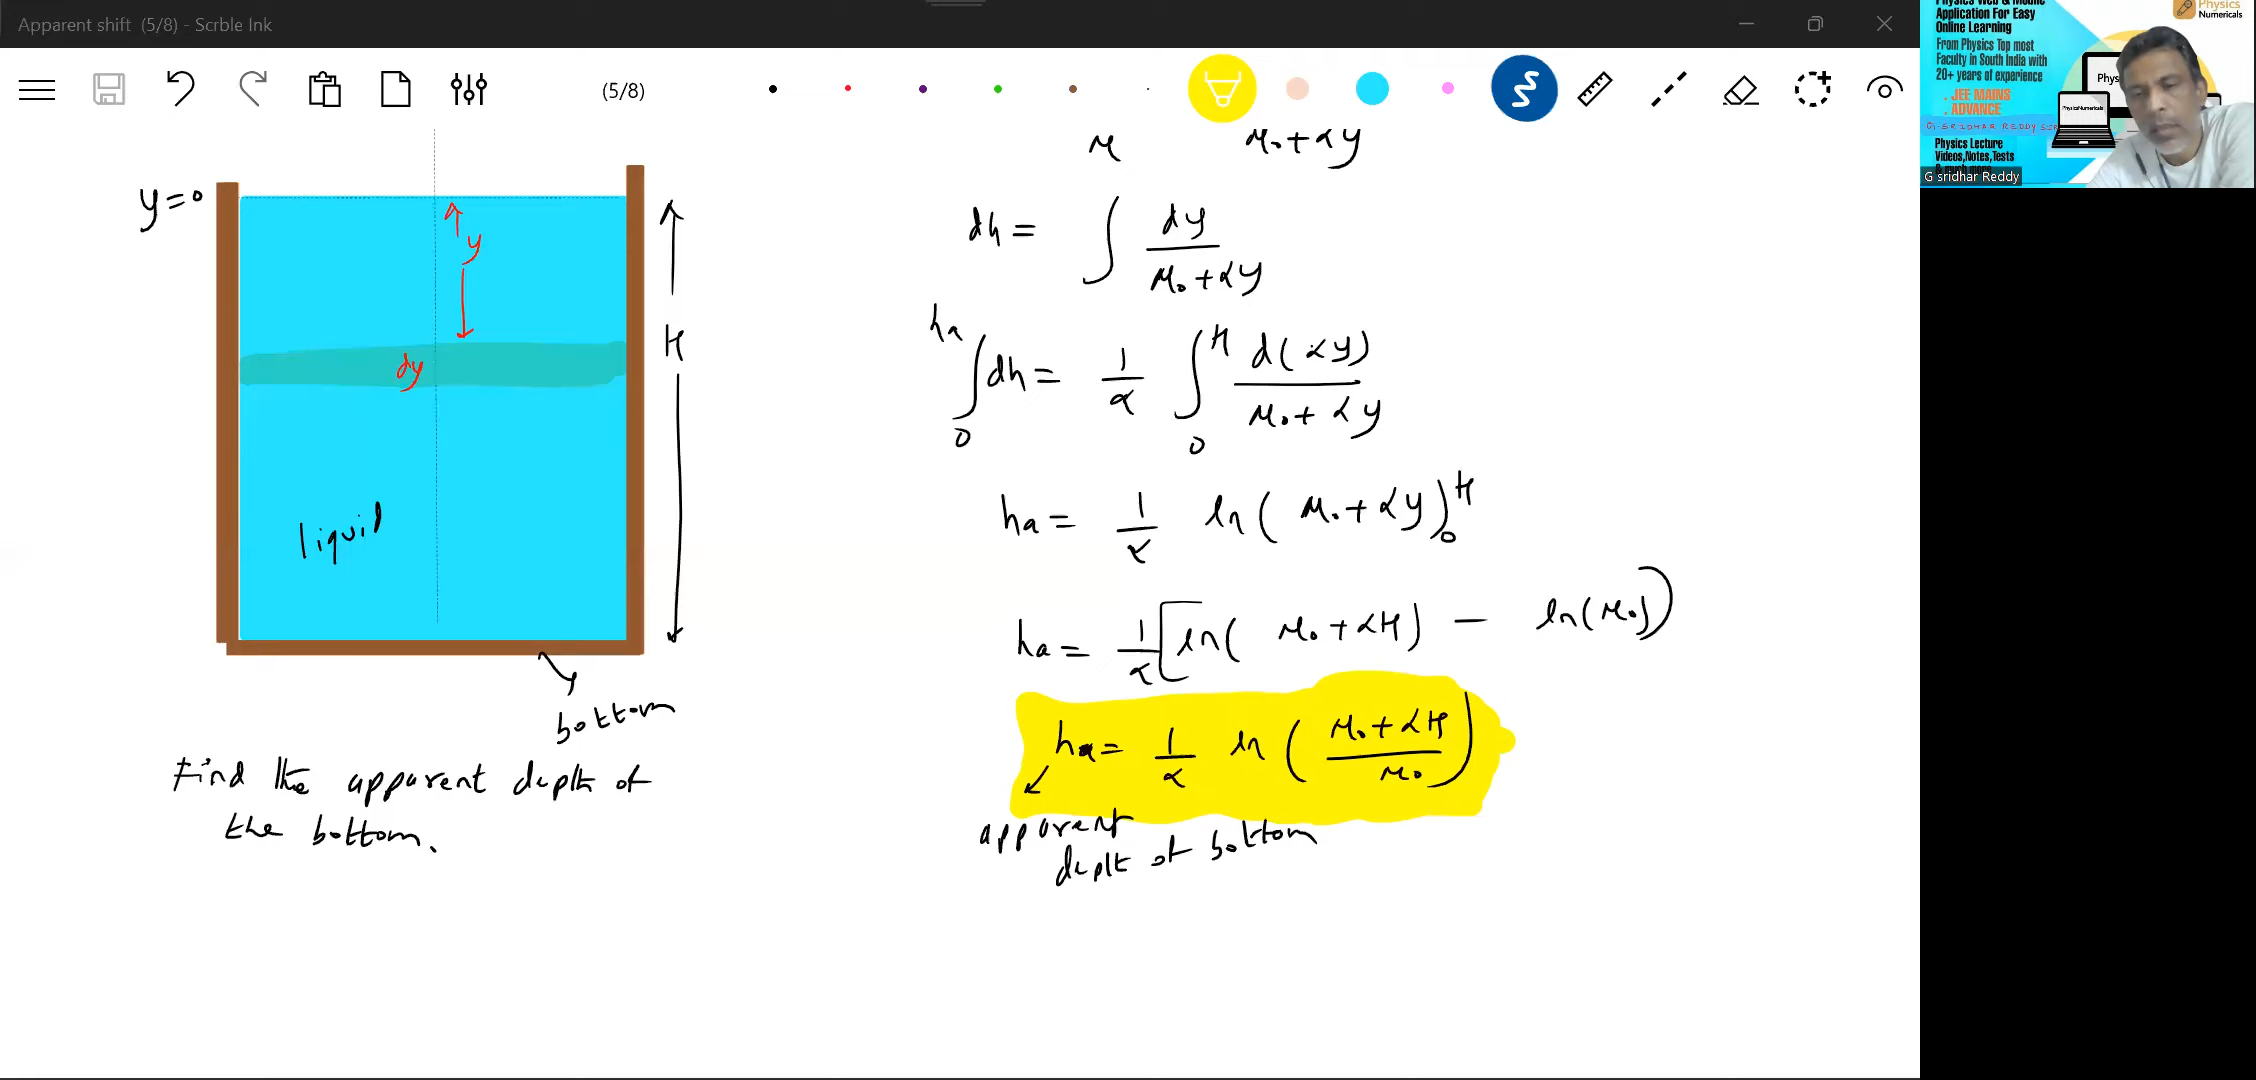 Apparent shift (5/8) - Scrble Ink
(5/8)
y=0
y
dy
H
liquid
bottom
Find the apparent depth of
the bottom.
μ    μ₀+αy
dh = ∫ dy / μ₀+αy
∫₀^ha dh = 1/α ∫₀^H d(αy) / μ₀+αy
ha = 1/α ln(μ₀+αy)₀^H
ha = 1/α [ln(μ₀+αH) − ln(μ₀))
ha = 1/α ln(μ₀+αH / μ₀)
apparent
depth of bottom
Application For Easy
Online Learning
From Physics Top most
Faculty in South India with
20+ years of experience
. JEE MAINS
. ADVANCE
G.SRIDHAR REDDY
Physics Lecture
Videos,Notes,Tests
Physics
Numericals
PhysicsNumericals
G sridhar Reddy